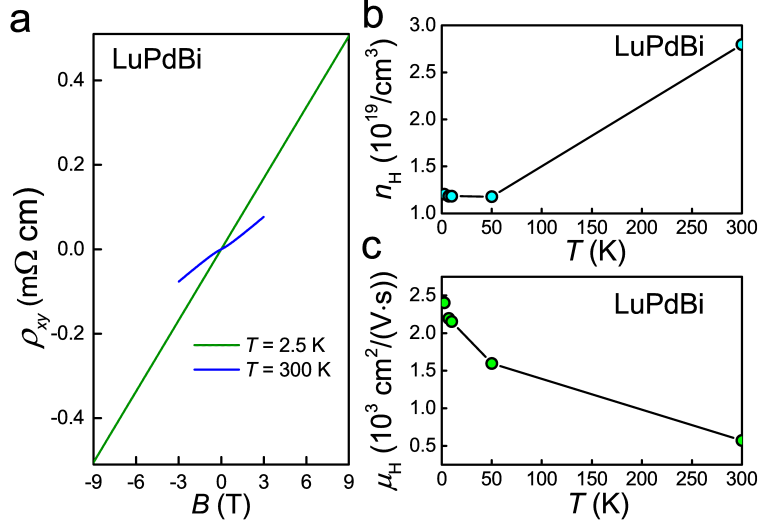 a
LuPdBi
0.4
0.2
0.0
-0.2
-0.4
ρxy (mΩ cm)
T = 2.5 K
T = 300 K
-9 -6 -3 0 3 6 9
B (T)
b
LuPdBi
3.0
2.5
2.0
1.5
1.0
nH (10^19/cm^3)
0 50 100 150 200 250 300
T (K)
c
LuPdBi
2.5
2.0
1.5
1.0
0.5
μH (10^3 cm^2/(V·s))
0 50 100 150 200 250 300
T (K)